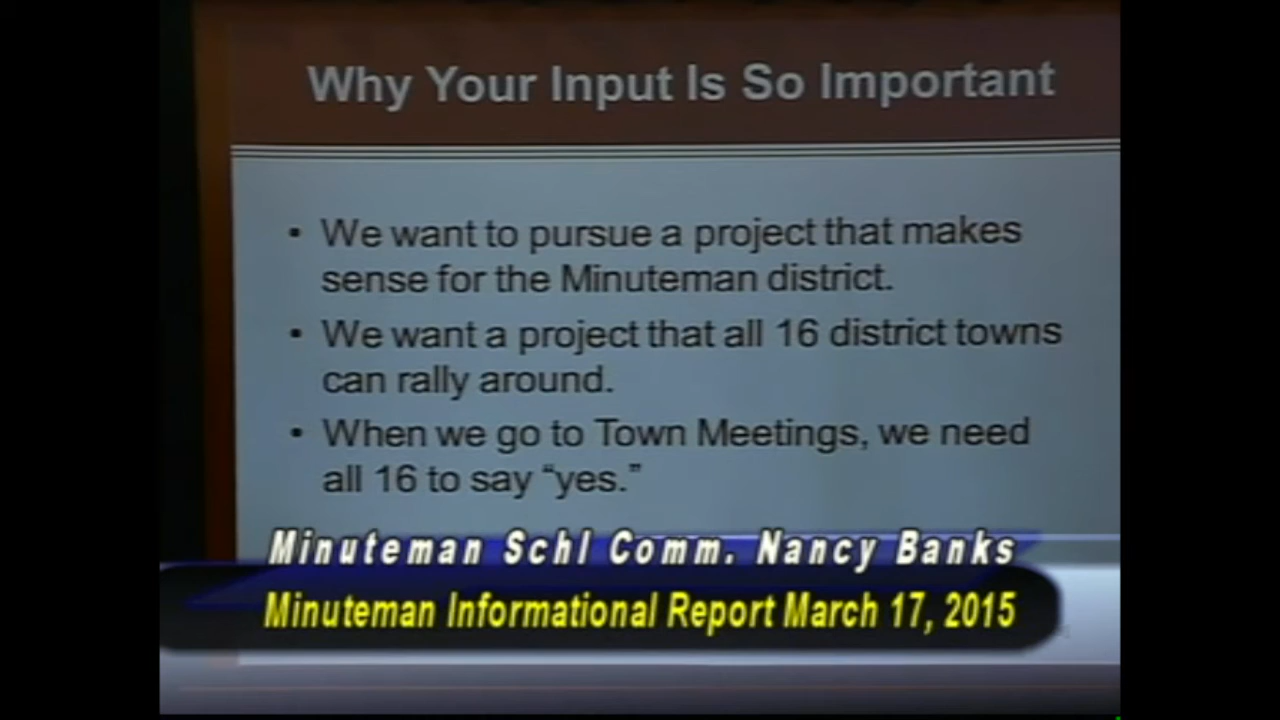 Why Your Input Is So Important
• We want to pursue a project that makes
sense for the Minuteman district.
• We want a project that all 16 district towns
can rally around.
• When we go to Town Meetings, we need
all 16 to say “yes.”
Minuteman Schl Comm. Nancy Banks
Minuteman Informational Report March 17, 2015